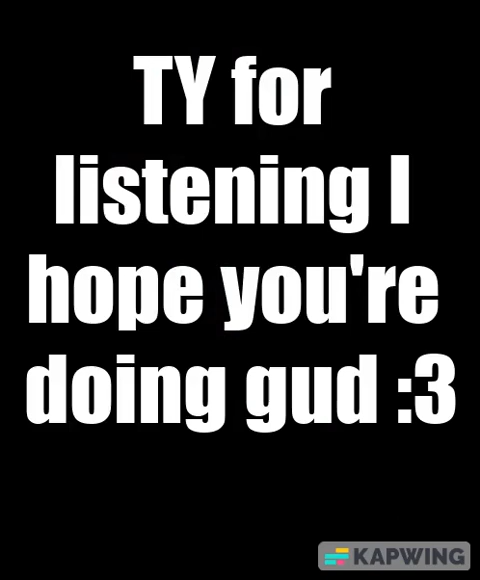 TY for
listening I
hope you're
doing gud :3
KAPWING